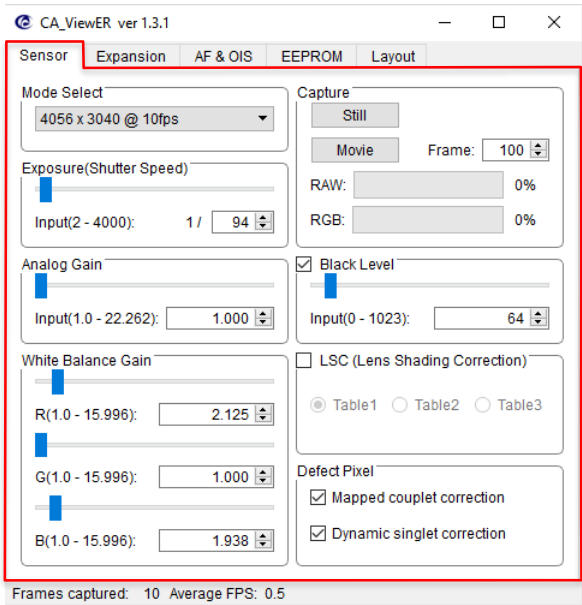 CA_ViewER ver 1.3.1
Sensor Expansion AF & OIS EEPROM Layout
Mode Select
4056 x 3040 @ 10fps
Exposure(Shutter Speed)
Input(2 - 4000): 1 / 94
Analog Gain
Input(1.0 - 22.262): 1.000
White Balance Gain
R(1.0 - 15.996): 2.125
G(1.0 - 15.996): 1.000
B(1.0 - 15.996): 1.938
Capture
Still
Movie Frame: 100
RAW: 0%
RGB: 0%
Black Level
Input(0 - 1023): 64
LSC (Lens Shading Correction)
Table1 Table2 Table3
Defect Pixel
Mapped couplet correction
Dynamic singlet correction
Frames captured: 10 Average FPS: 0.5